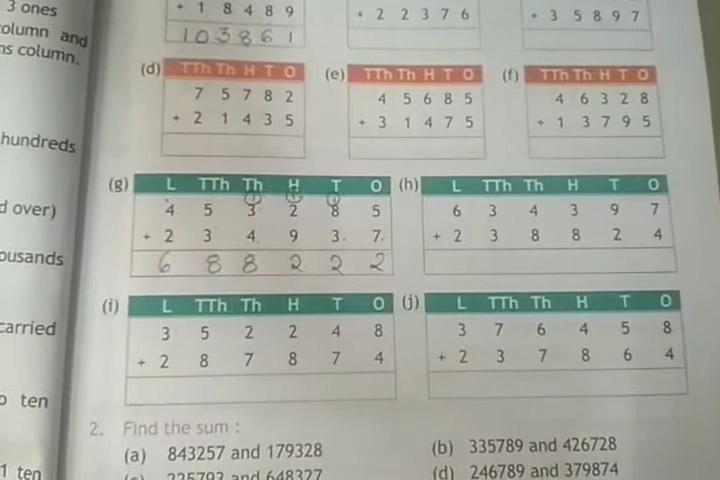 3 ones
column and
ns column.
hundreds
d over)
ousands
carried
o ten
1 ten
+ 1 8 4 8 9
103861
+ 2 2 3 7 6
+ 3 5 8 9 7
(d) TTh Th H T O
7 5 7 8 2
+ 2 1 4 3 5
(e) TTh Th H T O
4 5 6 8 5
+ 3 1 4 7 5
(f) TTh Th H T O
4 6 3 2 8
+ 1 3 7 9 5
(g) L TTh Th H T O
1 1 1
4 5 3 2 8 5
+ 2 3 4 9 3 7
6 8 8 2 2 2
(h) L TTh Th H T O
6 3 4 3 9 7
+ 2 3 8 8 2 4
(i) L TTh Th H T O
3 5 2 2 4 8
+ 2 8 7 8 7 4
(j) L TTh Th H T O
3 7 6 4 5 8
+ 2 3 7 8 6 4
2. Find the sum :
(a) 843257 and 179328
(b) 335789 and 426728
and 648327
(d) 246789 and 379874